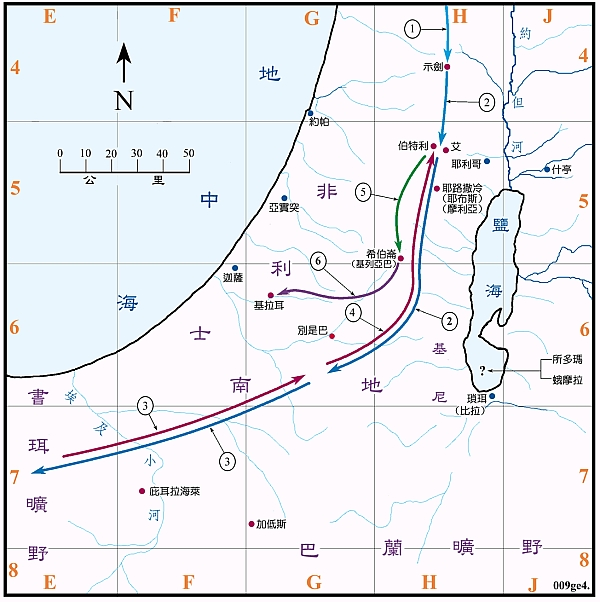 E F G H J
4 4
5 5
6 6
7 7
8 8
E F G H J
地
中
海
N
0 10 20 30 40 50
公 里
約
但
河
①
示劍
②
約帕
伯特利
艾
耶利哥
什亭
耶路撒冷
(耶布斯)
(摩利亞)
⑤
亞實突
非
利
士
鹽
海
希伯崙
(基列亞巴)
⑥
迦薩
基拉耳
④
②
別是巴
基
尼
?
所多瑪
蛾摩拉
瑣珥
(比拉)
南
地
書
珥
曠
野
埃
及
小
河
③
③
庇耳拉海萊
加低斯
巴
蘭
曠
野
009ge4.